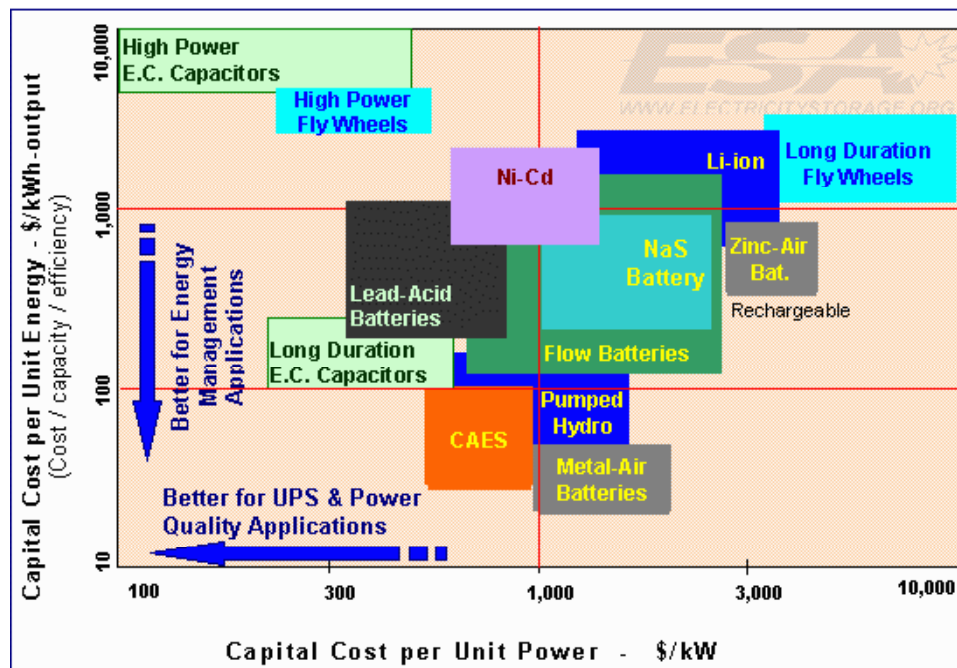 ESA
WWW.ELECTRICITYSTORAGE.ORG
Capital Cost per Unit Energy - $/kWh-output
(Cost / capacity / efficiency)
10,000
1,000
100
10
High Power
E.C. Capacitors
High Power
Fly Wheels
Ni-Cd
Li-ion
Long Duration
Fly Wheels
Lead-Acid
Batteries
NaS
Battery
Zinc-Air
Bat.
Rechargeable
Flow Batteries
Long Duration
E.C. Capacitors
Pumped
Hydro
CAES
Metal-Air
Batteries
Better for Energy
Management
Applications
Better for UPS & Power
Quality Applications
100
300
1,000
3,000
10,000
Capital Cost per Unit Power - $/kW